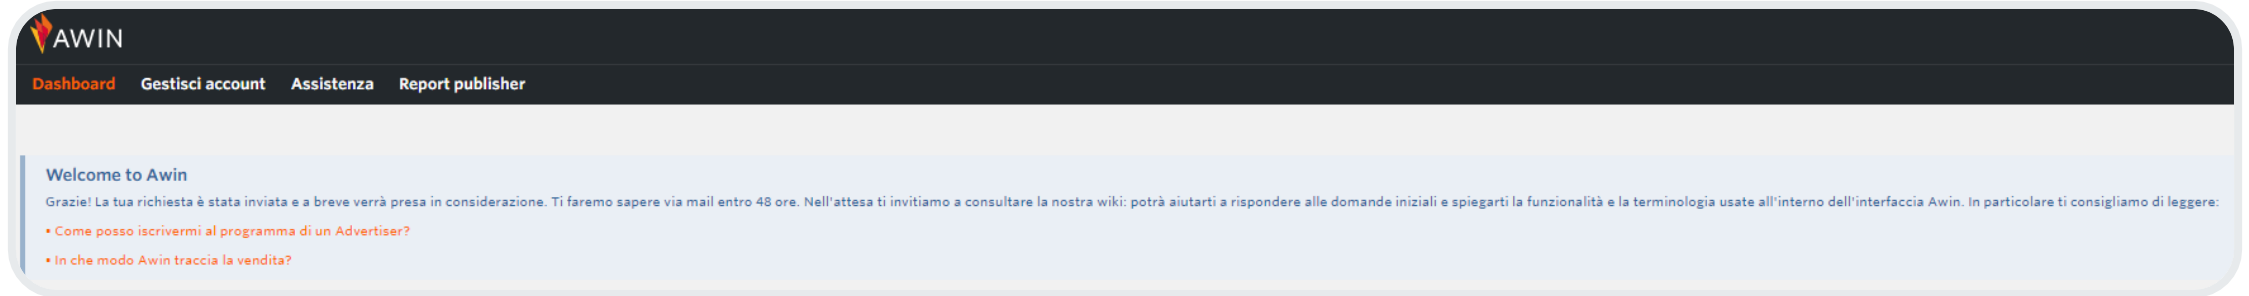 AWIN
Dashboard Gestisci account Assistenza Report publisher
Welcome to Awin
Grazie! La tua richiesta è stata inviata e a breve verrà presa in considerazione. Ti faremo sapere via mail entro 48 ore. Nell'attesa ti invitiamo a consultare la nostra wiki: potrà aiutarti a rispondere alle domande iniziali e spiegarti la funzionalità e la terminologia usate all'interno dell'interfaccia Awin. In particolare ti consigliamo di leggere:
• Come posso iscrivermi al programma di un Advertiser?
• In che modo Awin traccia la vendita?